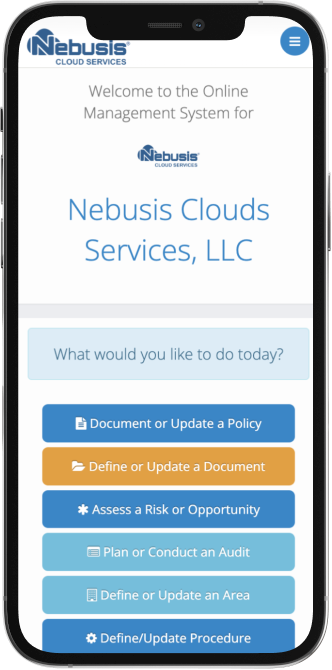 Nebusis®
CLOUD SERVICES
Welcome to the Online
Management System for
Nebusis
CLOUD SERVICES
Nebusis Clouds
Services, LLC
What would you like to do today?
Document or Update a Policy
Define or Update a Document
Assess a Risk or Opportunity
Plan or Conduct an Audit
Define or Update an Area
Define/Update Procedure